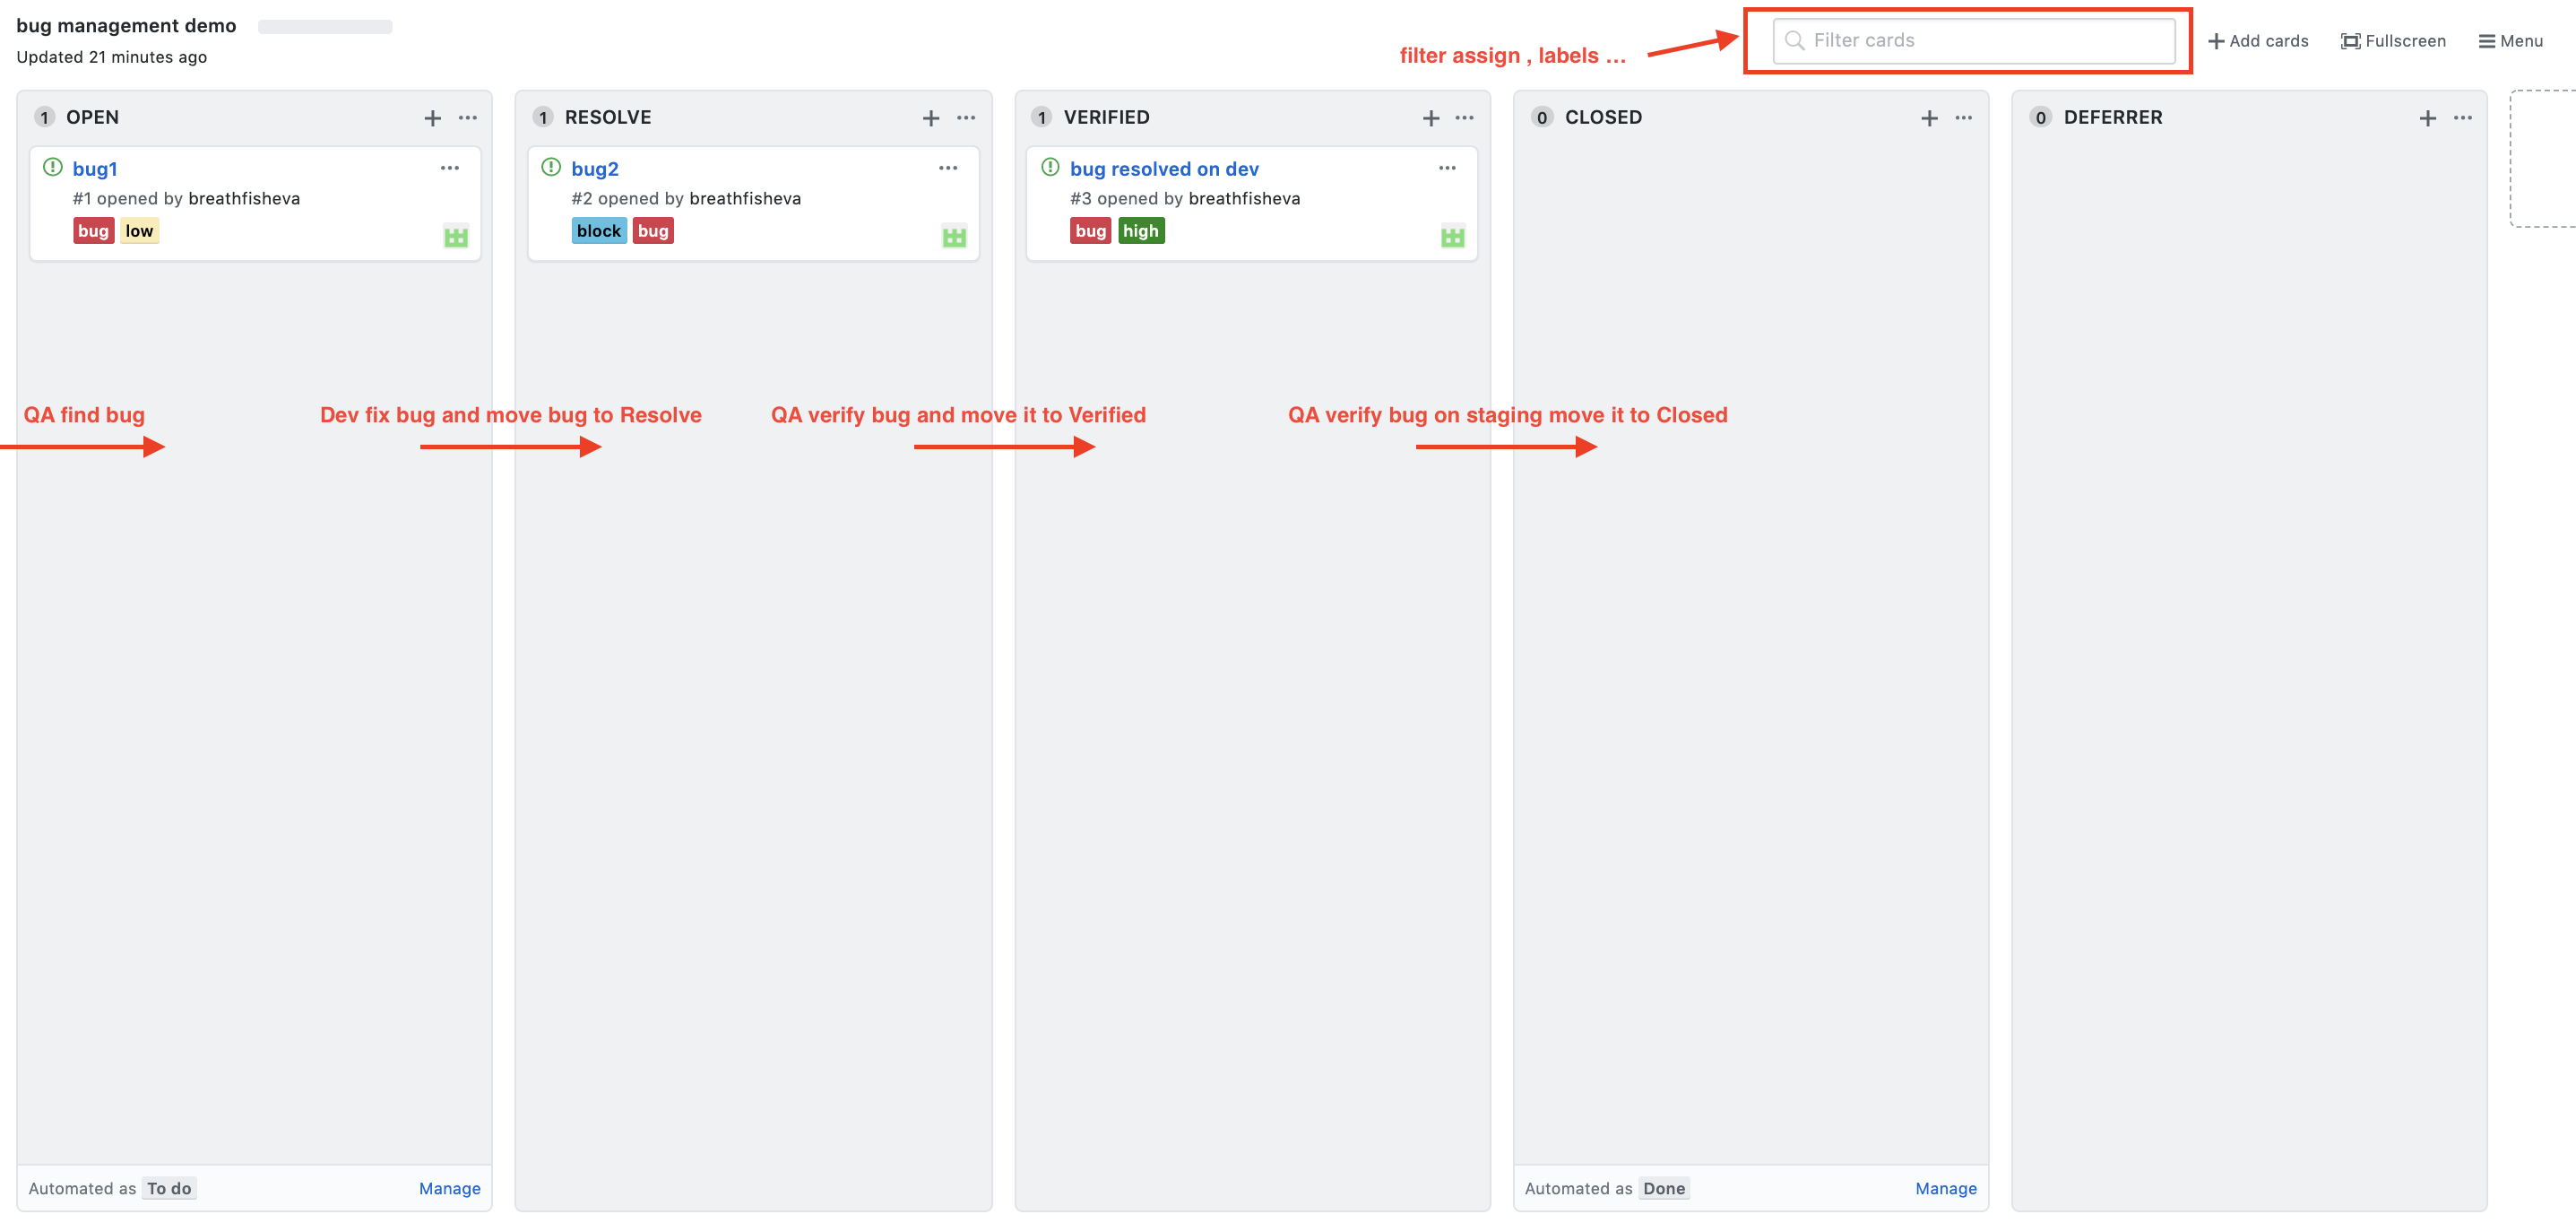 bug management demo
Updated 21 minutes ago
filter assign , labels ...
Filter cards
Add cards
Fullscreen
Menu
1 OPEN
bug1
#1 opened by breathfisheva
bug low
1 RESOLVE
bug2
#2 opened by breathfisheva
block bug
1 VERIFIED
bug resolved on dev
#3 opened by breathfisheva
bug high
0 CLOSED
0 DEFERRER
QA find bug
Dev fix bug and move bug to Resolve
QA verify bug and move it to Verified
QA verify bug on staging move it to Closed
Automated as To do
Manage
Automated as Done
Manage